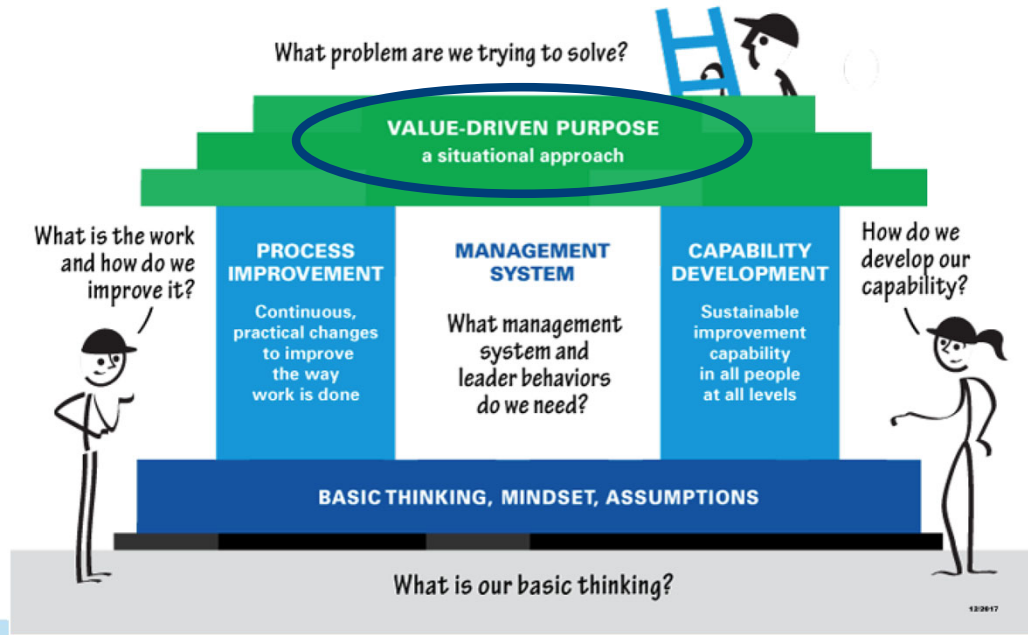 What problem are we trying to solve?
VALUE-DRIVEN PURPOSE
a situational approach
What is the work
and how do we
improve it?
PROCESS
IMPROVEMENT
Continuous,
practical changes
to improve
the way
work is done
MANAGEMENT
SYSTEM
What management
system and
leader behaviors
do we need?
CAPABILITY
DEVELOPMENT
Sustainable
improvement
capability
in all people
at all levels
How do we
develop our
capability?
BASIC THINKING, MINDSET, ASSUMPTIONS
What is our basic thinking?
12/2017